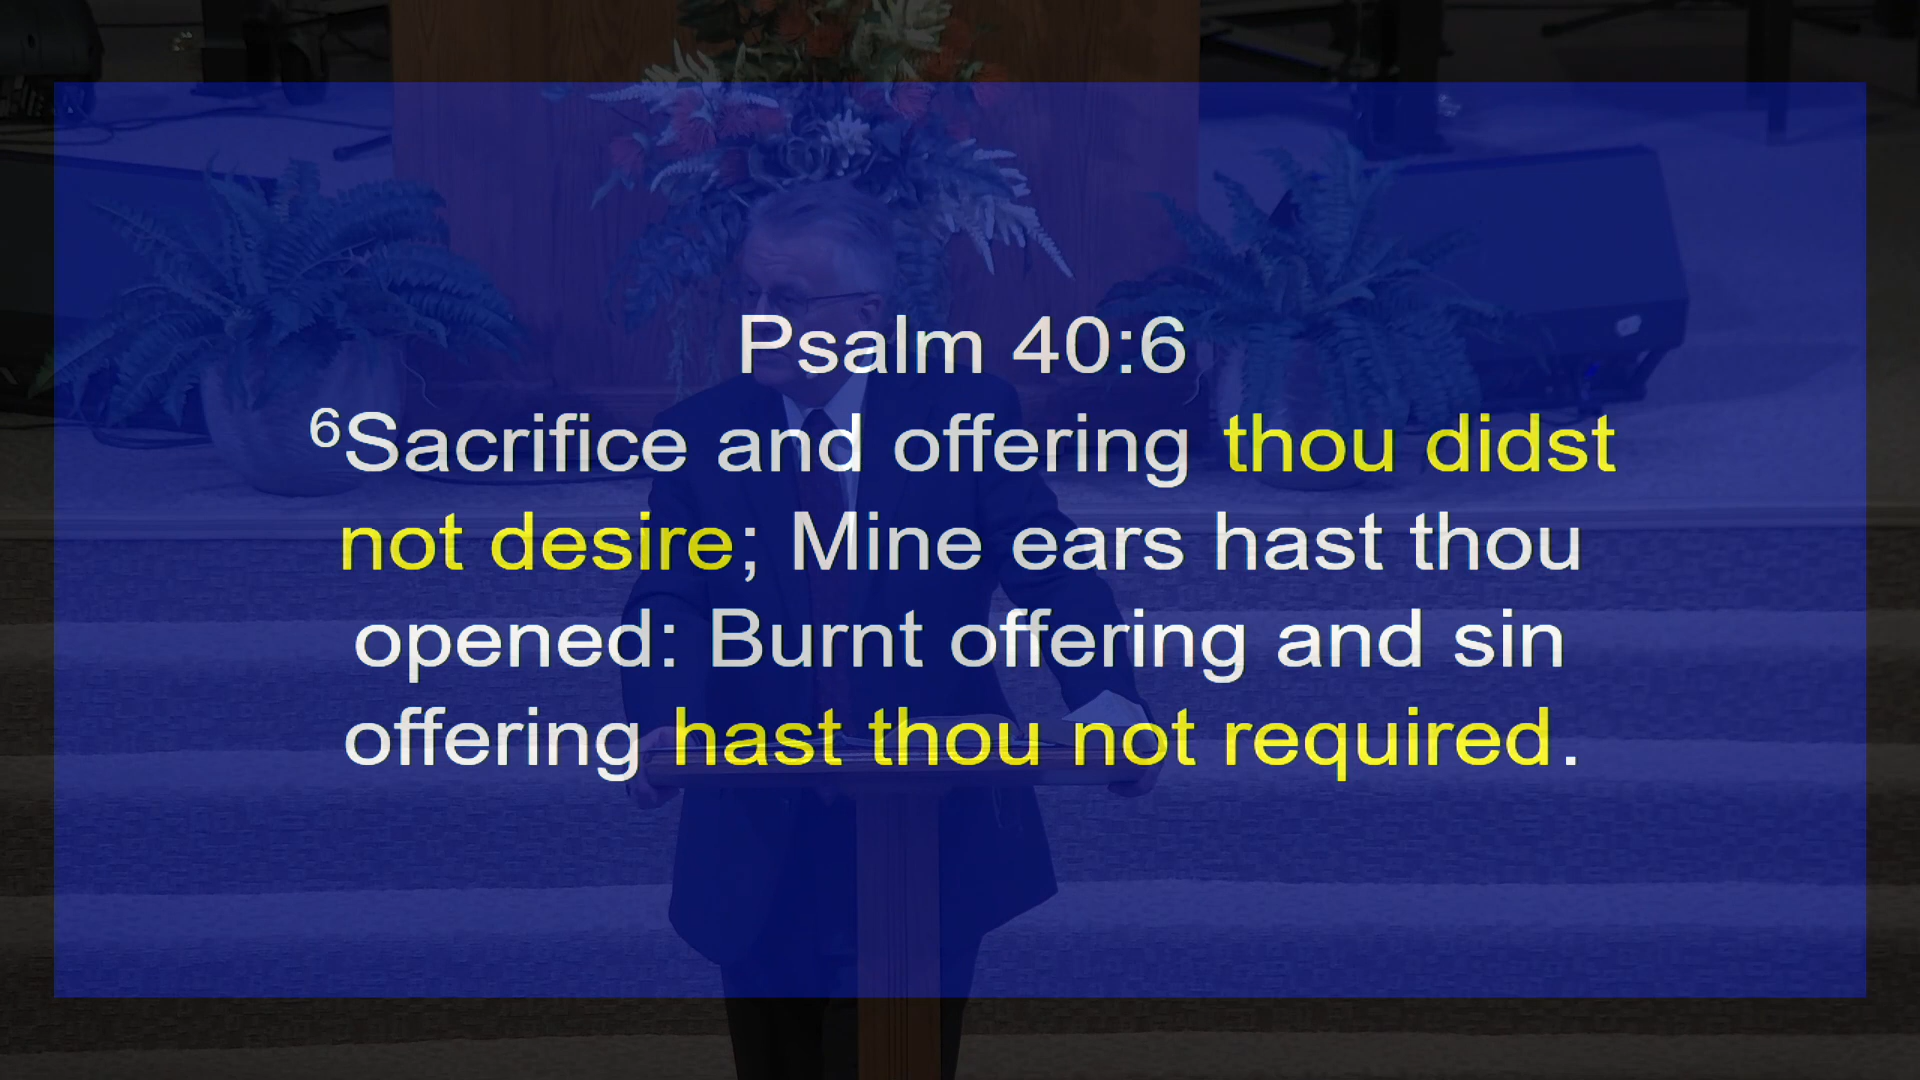 Psalm 40:6
⁶Sacrifice and offering thou didst
not desire; Mine ears hast thou
opened: Burnt offering and sin
offering hast thou not required.